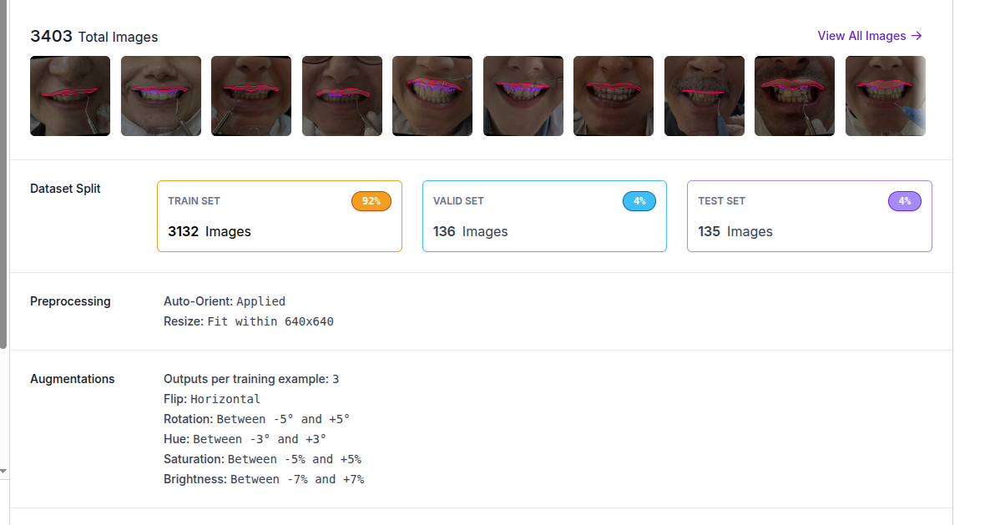 3403 Total Images
View All Images →
Dataset Split
TRAIN SET
92%
3132 Images
VALID SET
4%
136 Images
TEST SET
4%
135 Images
Preprocessing
Auto-Orient: Applied
Resize: Fit within 640x640
Augmentations
Outputs per training example: 3
Flip: Horizontal
Rotation: Between -5° and +5°
Hue: Between -3° and +3°
Saturation: Between -5% and +5%
Brightness: Between -7% and +7%